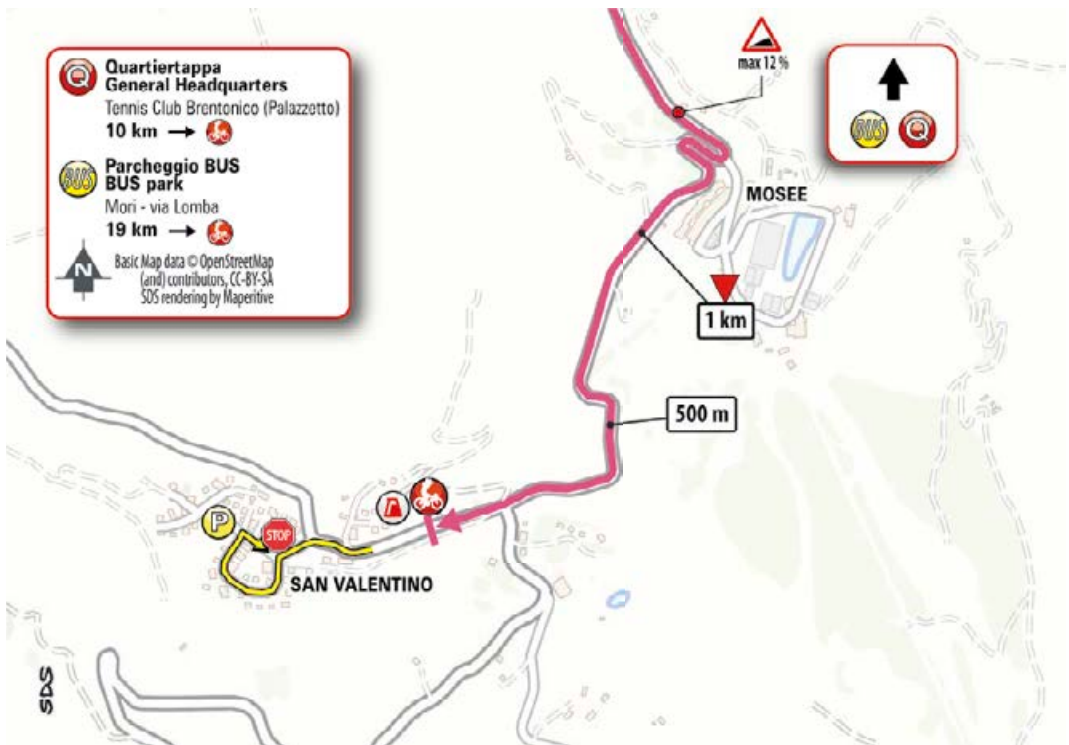 Q
Quartiertappa
General Headquarters
Tennis Club Brentonico (Palazzetto)
10 km
BUS
Parcheggio BUS
BUS park
Mori - via Lomba
19 km
N
Basic Map data © OpenStreetMap
(and) contributors, CC-BY-SA
SDS rendering by Maperitive
max 12 %
BUS Q
MOSEE
1 km
500 m
P
STOP
SAN VALENTINO
SDS